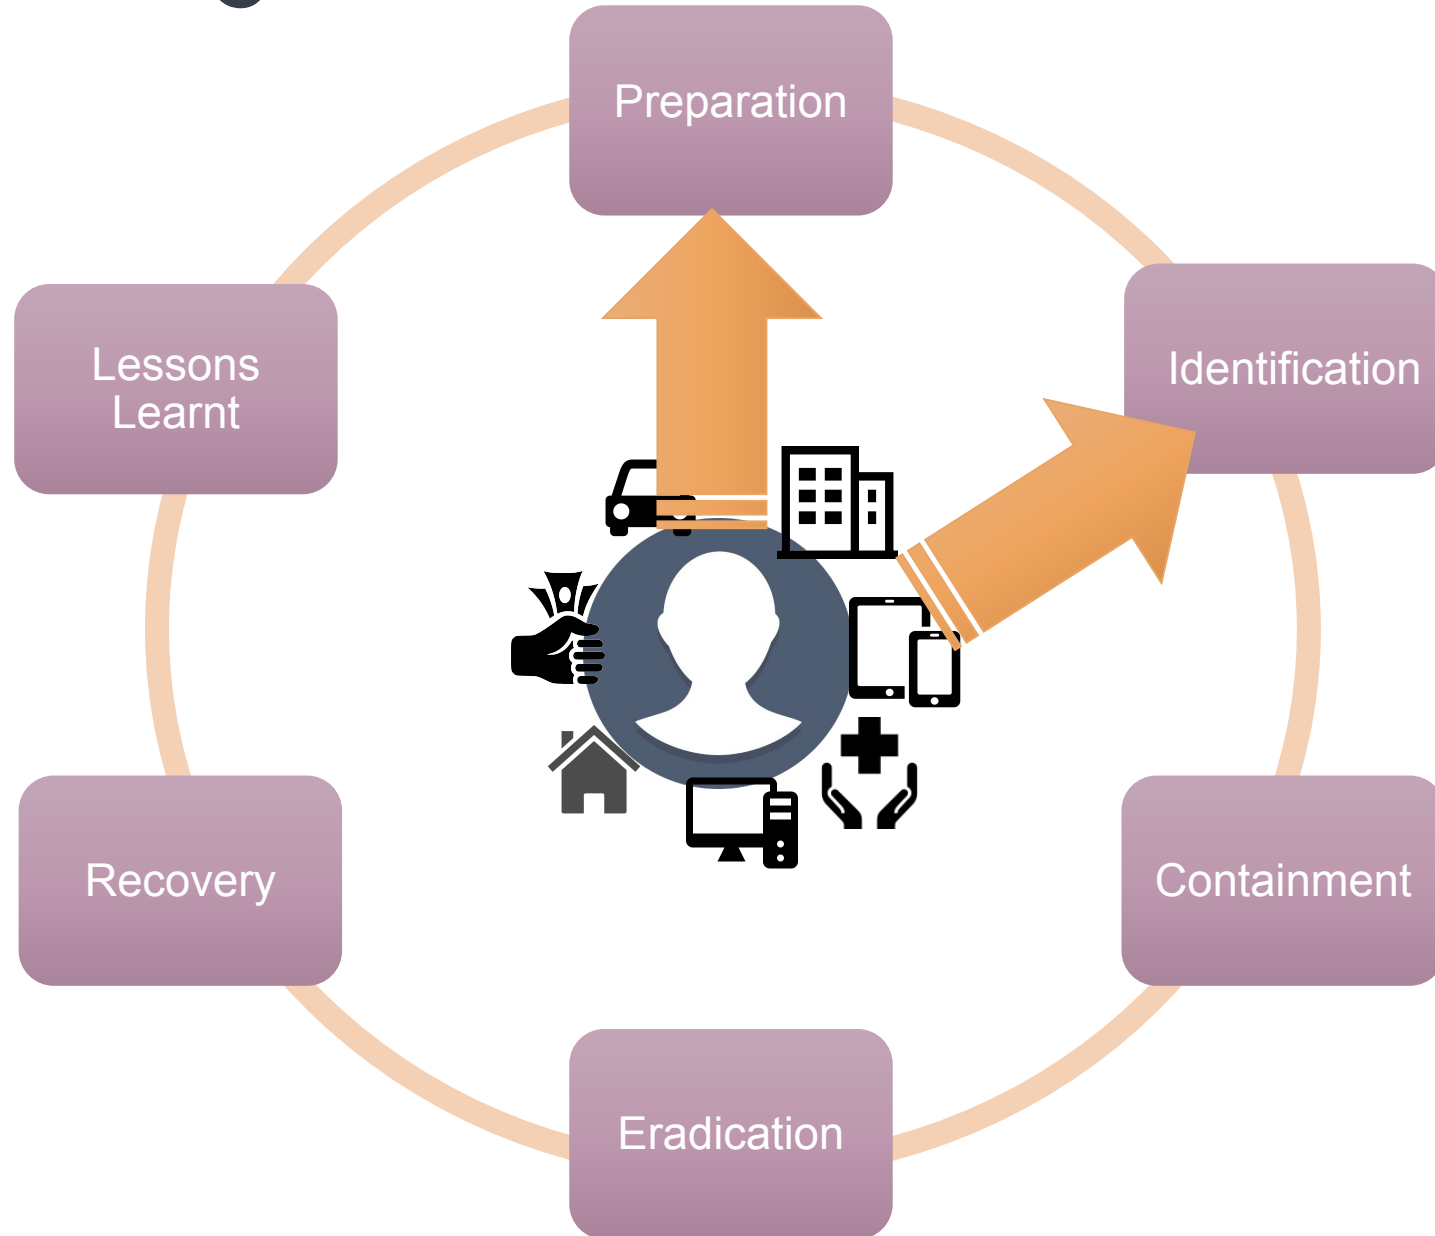 Preparation
Identification
Containment
Eradication
Recovery
Lessons
Learnt